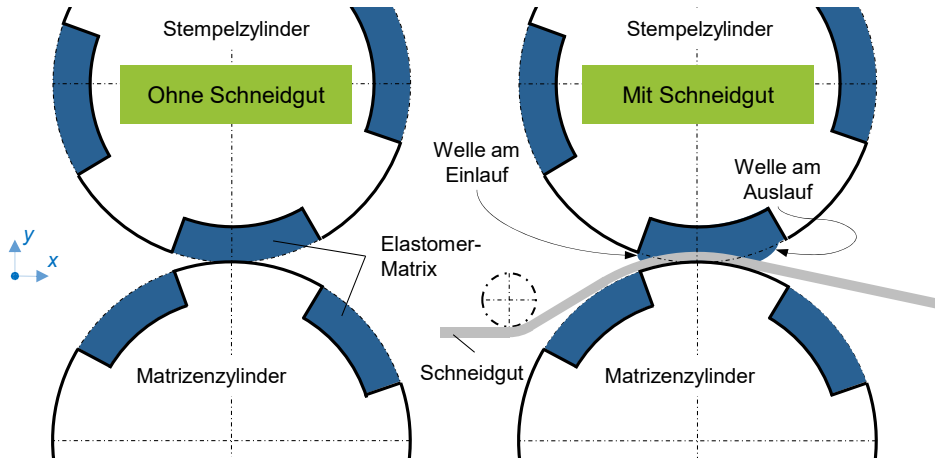 Stempelzylinder
Ohne Schneidgut
Elastomer-
Matrix
Matrizenzylinder
y
x
Stempelzylinder
Mit Schneidgut
Welle am
Einlauf
Welle am
Auslauf
Schneidgut
Matrizenzylinder